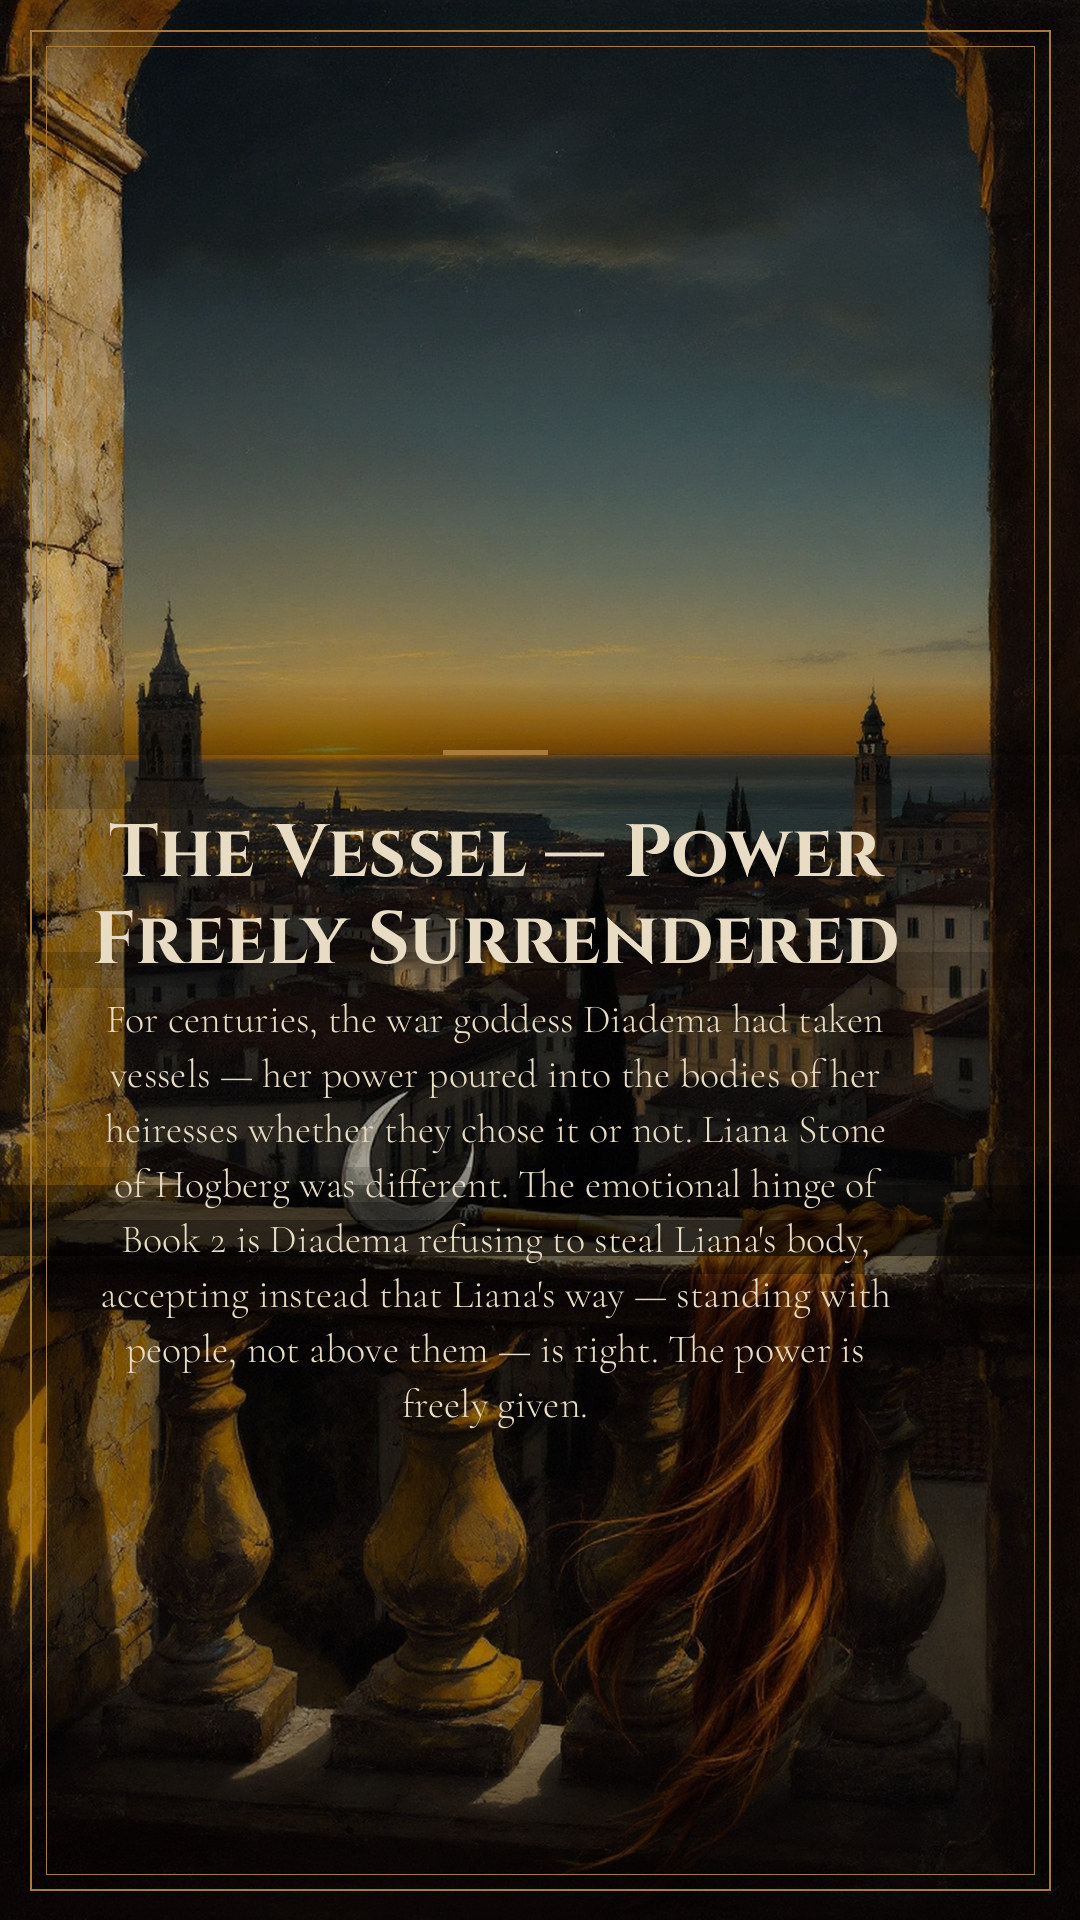 The Vessel — Power
Freely Surrendered
For centuries, the war goddess Diadema had taken
vessels — her power poured into the bodies of her
heiresses whether they chose it or not. Liana Stone
of Hogberg was different. The emotional hinge of
Book 2 is Diadema refusing to steal Liana's body,
accepting instead that Liana's way — standing with
people, not above them — is right. The power is
freely given.